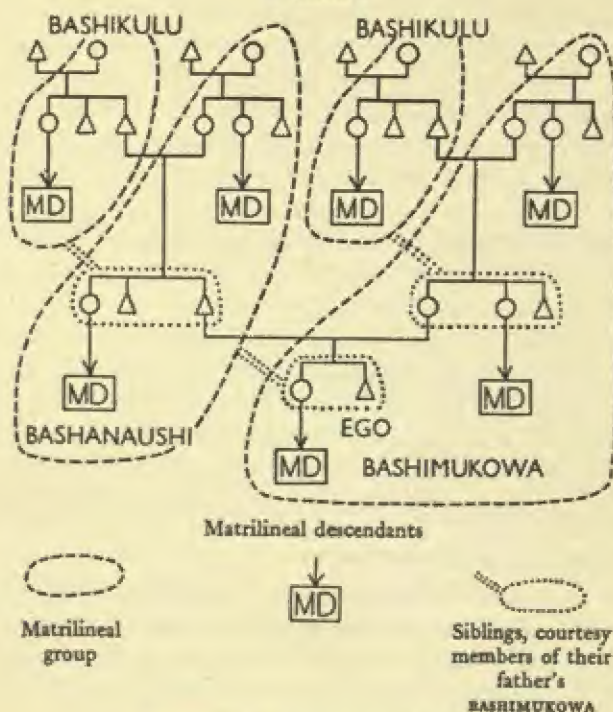 BASHIKULU BASHIKULU
MD MD MD MD
MD MD
BASHANAUSHI
EGO
MD BASHIMUKOWA
Matrilineal descendants
MD
Matrilineal
group
Siblings, courtesy
members of their
father's
BASHIMUKOWA